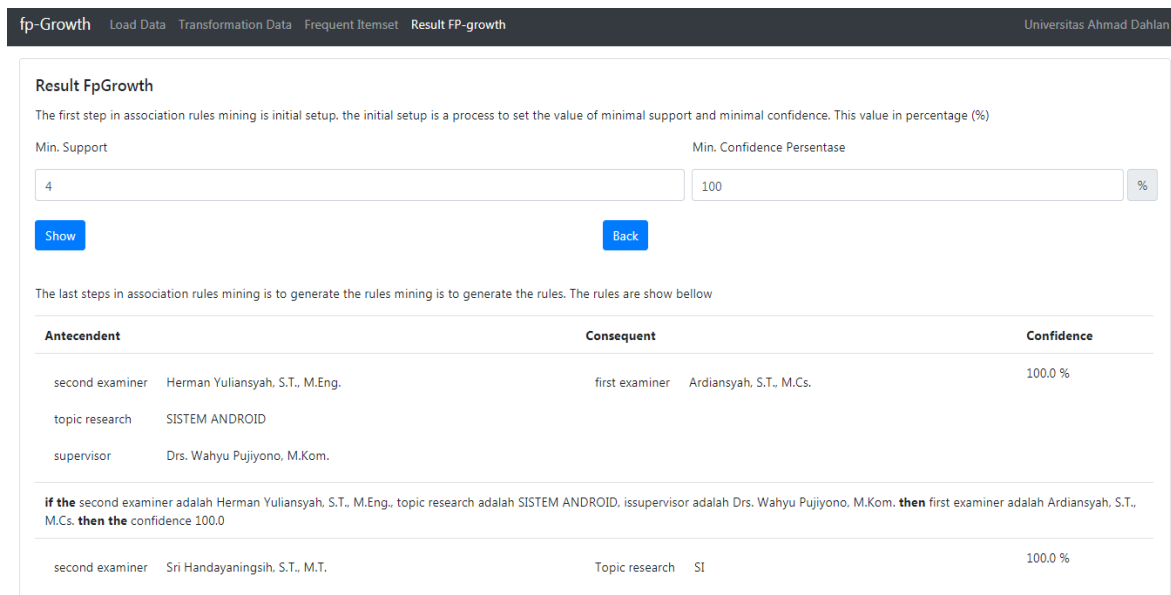 fp-Growth Load Data Transformation Data Frequent Itemset Result FP-growth Universitas Ahmad Dahlan
Result FpGrowth
The first step in association rules mining is initial setup. the initial setup is a process to set the value of minimal support and minimal confidence. This value in percentage (%)
Min. Support Min. Confidence Persentase
4 100 %
Show Back
The last steps in association rules mining is to generate the rules mining is to generate the rules. The rules are show bellow
Antecendent Consequent Confidence
second examiner Herman Yuliansyah, S.T., M.Eng. first examiner Ardiansyah, S.T., M.Cs. 100.0 %
topic research SISTEM ANDROID
supervisor Drs. Wahyu Pujiyono, M.Kom.
if the second examiner adalah Herman Yuliansyah, S.T., M.Eng., topic research adalah SISTEM ANDROID, issupervisor adalah Drs. Wahyu Pujiyono, M.Kom. then first examiner adalah Ardiansyah, S.T.,
M.Cs. then the confidence 100.0
second examiner Sri Handayaningsih, S.T., M.T. Topic research SI 100.0 %